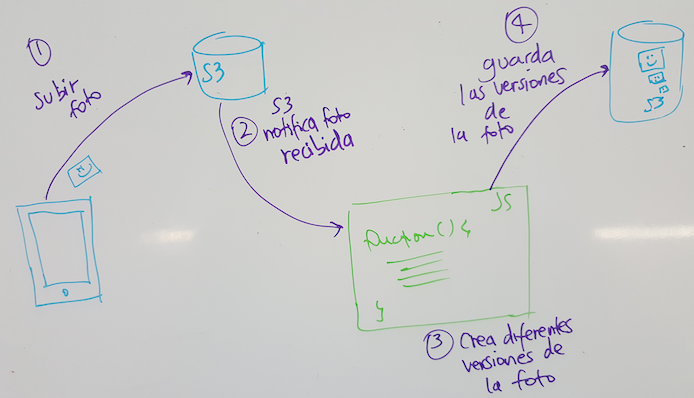 1
subir
foto
S3
2
S3
notifica foto
recibida
JS
function() {
}
3
Crea diferentes
versiones de
la foto
4
guarda
las versiones
de
la foto
S3